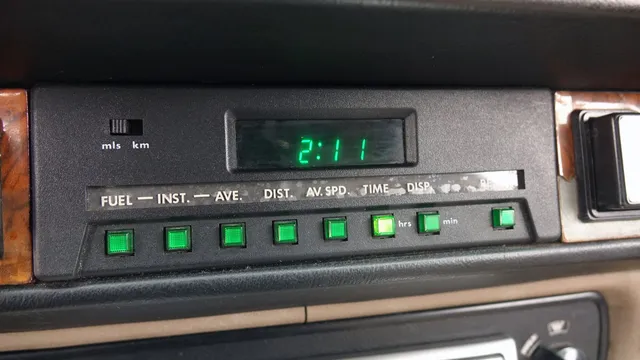 2:11
mls km
FUEL — INST. — AVE. DIST. AV. SPD. TIME DISP.
hrs min